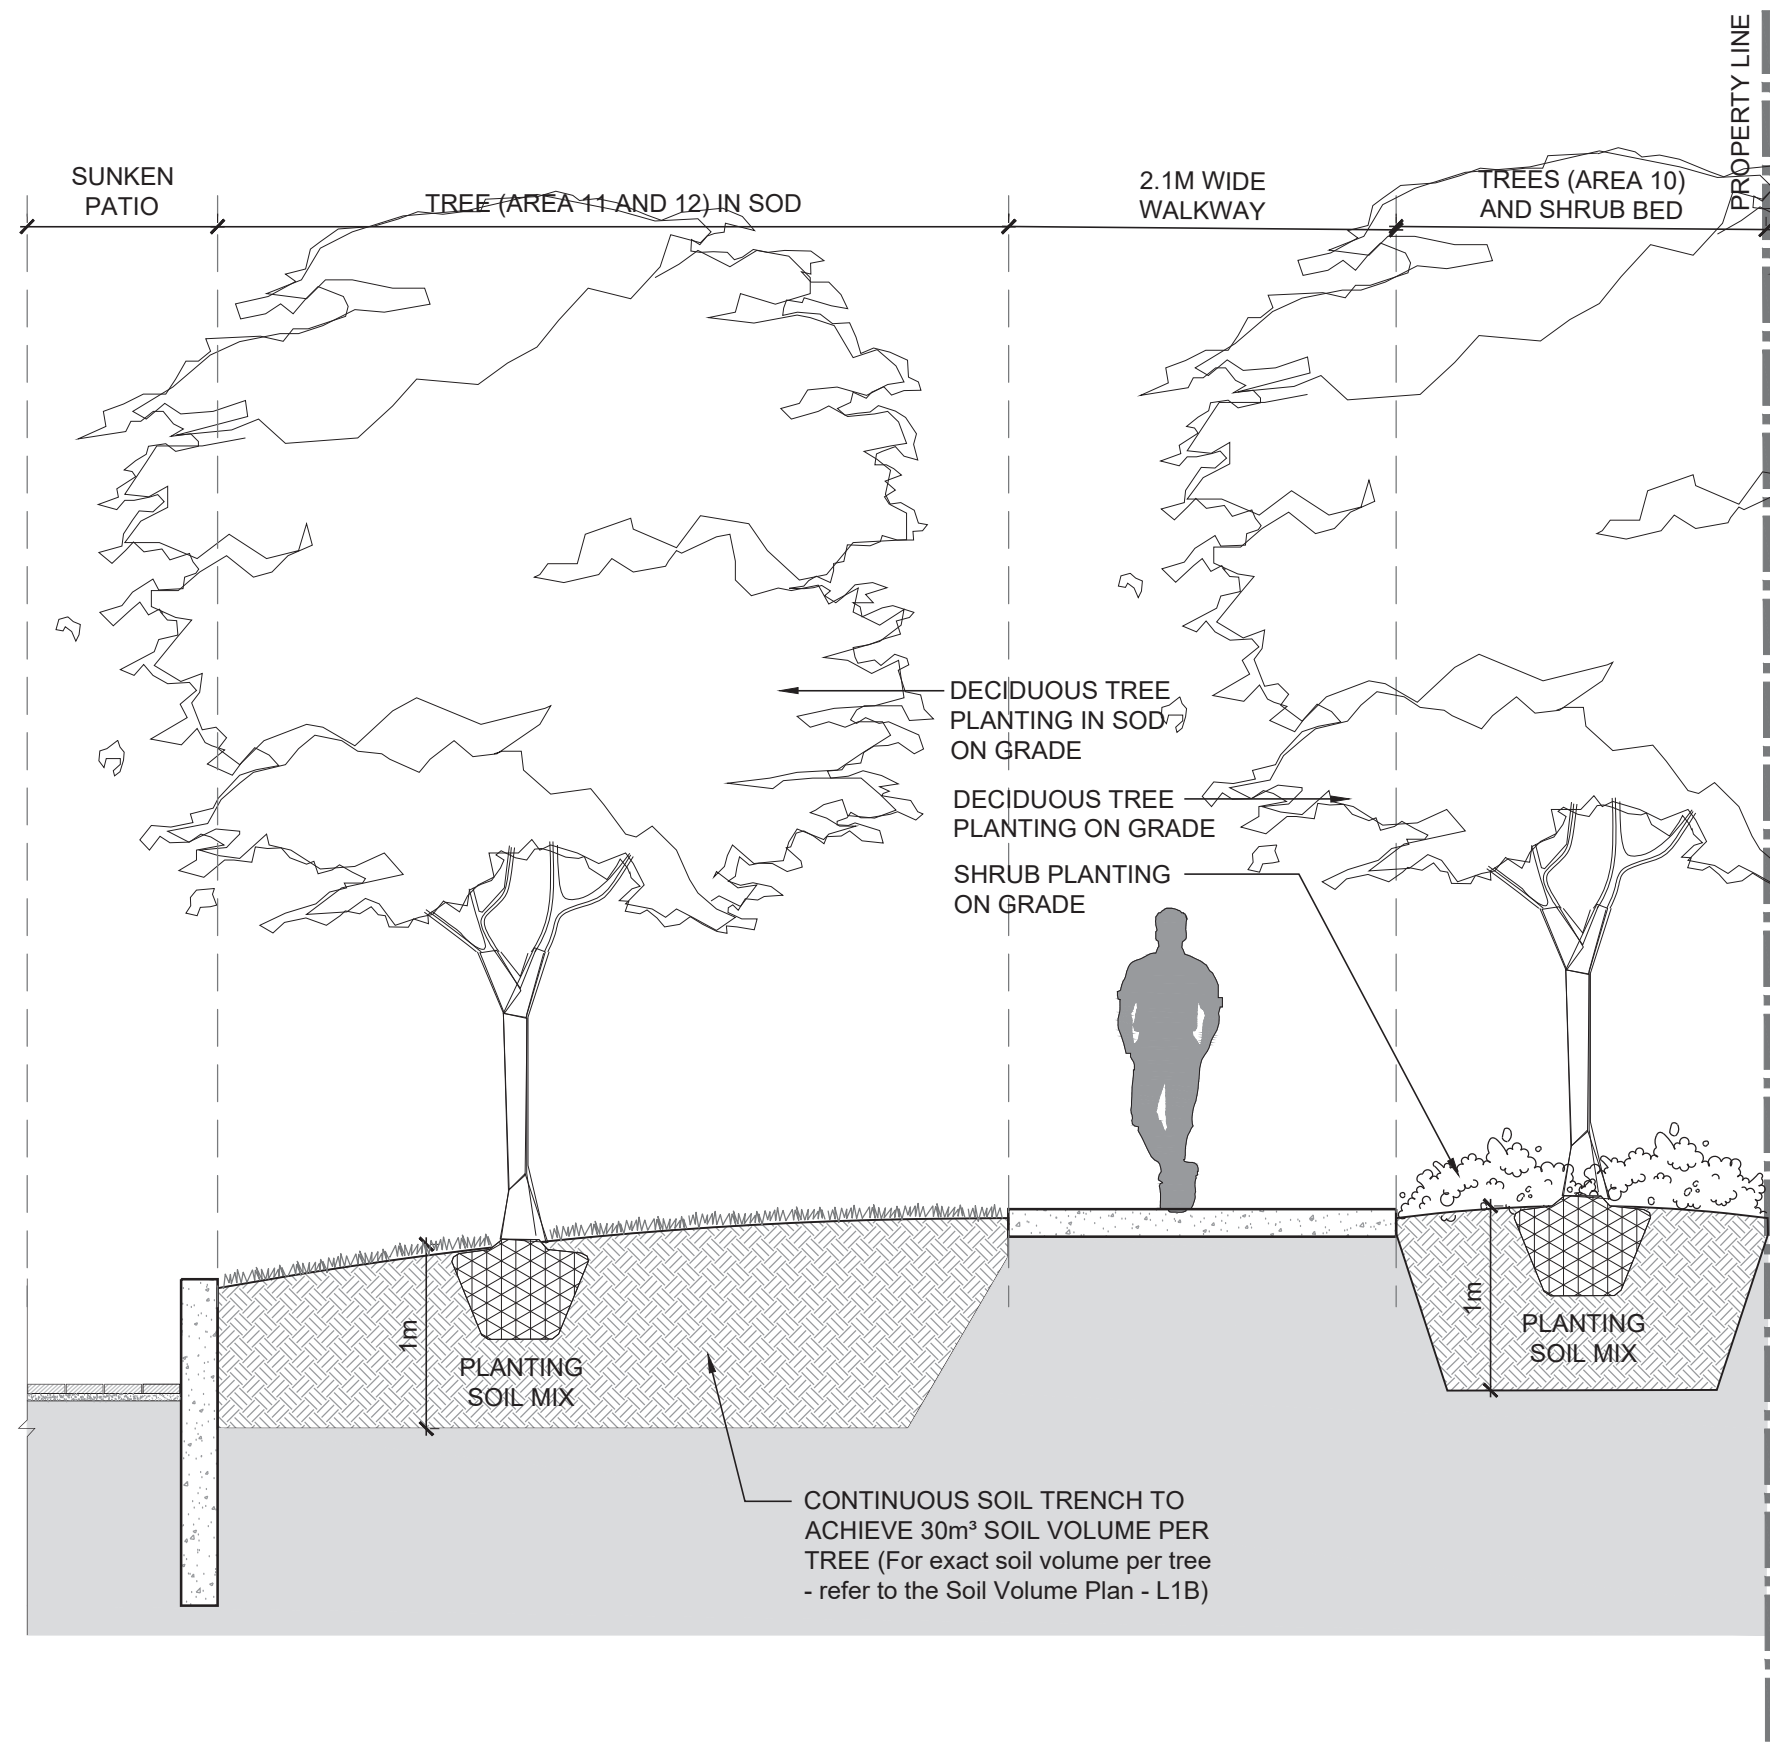 PROPERTY LINE
SUNKEN
PATIO
TREE (AREA 11 AND 12) IN SOD
2.1M WIDE
WALKWAY
TREES (AREA 10)
AND SHRUB BED
DECIDUOUS TREE
PLANTING IN SOD
ON GRADE
DECIDUOUS TREE
PLANTING ON GRADE
SHRUB PLANTING
ON GRADE
1m
PLANTING
SOIL MIX
1m
PLANTING
SOIL MIX
CONTINUOUS SOIL TRENCH TO
ACHIEVE 30m³ SOIL VOLUME PER
TREE (For exact soil volume per tree
- refer to the Soil Volume Plan - L1B)